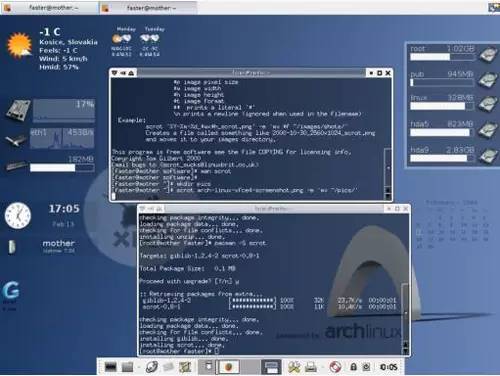 faster@mother: ~
faster@mother: ~
-1 C
Kosice, Slovakia
Feels: -1 C
Wind: 5 km/h
Hmid: 57%
Monday Tuesday
17%
eth1 453B/s
182MB
17:05
Feb 13
mother
root 1.02GB
pub 945MB
linux 328MB
hda5 823MB
hda9 2.83GB
#p image pixel size
#w image width
#h image height
#t image format
## prints a literal '#'
\n prints a newline (ignored when used in the filename)
Example:
Creates a file called something like 2000-10-30_2560x1024_scrot.png
and moves it to your images directory.
This program is free software see the file COPYING for licensing info.
Copyright Tom Gilbert 2000
Email bugs to <scrot_sucks@linuxbrit.co.uk>
[faster@mother software]$ man scrot
[faster@mother software]$
[faster@mother ~]$ mkdir pics
[faster@mother ~]$ scrot arch-linux-xfce4-screenshot.png -e 'mv ~/pics/'
checking package integrity... done.
loading package data... done.
checking for file conflicts... done.
installing unzip... done.
[root@mother faster]# pacman -S scrot
Targets: giblib-1.2.4-2 scrot-0.8-1
Total Package Size: 0.1 MB
Proceed with upgrade? [Y/n] y
:: Retrieving packages from extra...
giblib-1.2.4-2 100% 32K 23.7K/s 00:00:01
scrot-0.8-1 100% 11K 10.4K/s 00:00:01
checking package integrity... done.
loading package data... done.
checking for file conflicts... done.
installing giblib... done.
installing scrot... done.
[root@mother faster]#
powered by archlinux
10:05